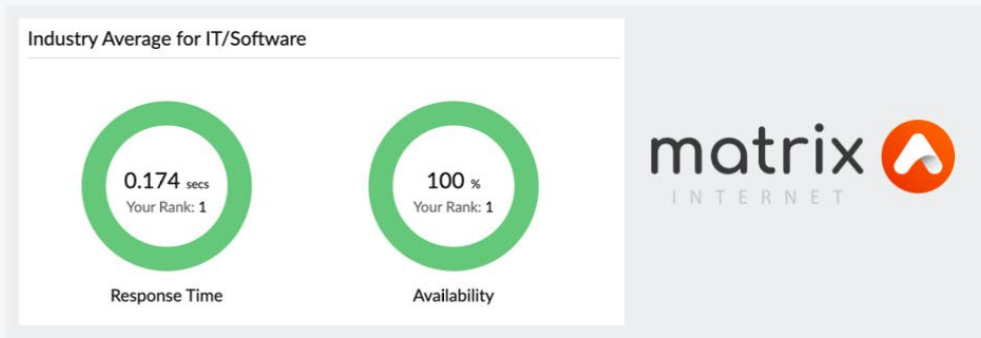 Industry Average for IT/Software
0.174 secs
Your Rank: 1
Response Time
100 %
Your Rank: 1
Availability
matrix
INTERNET